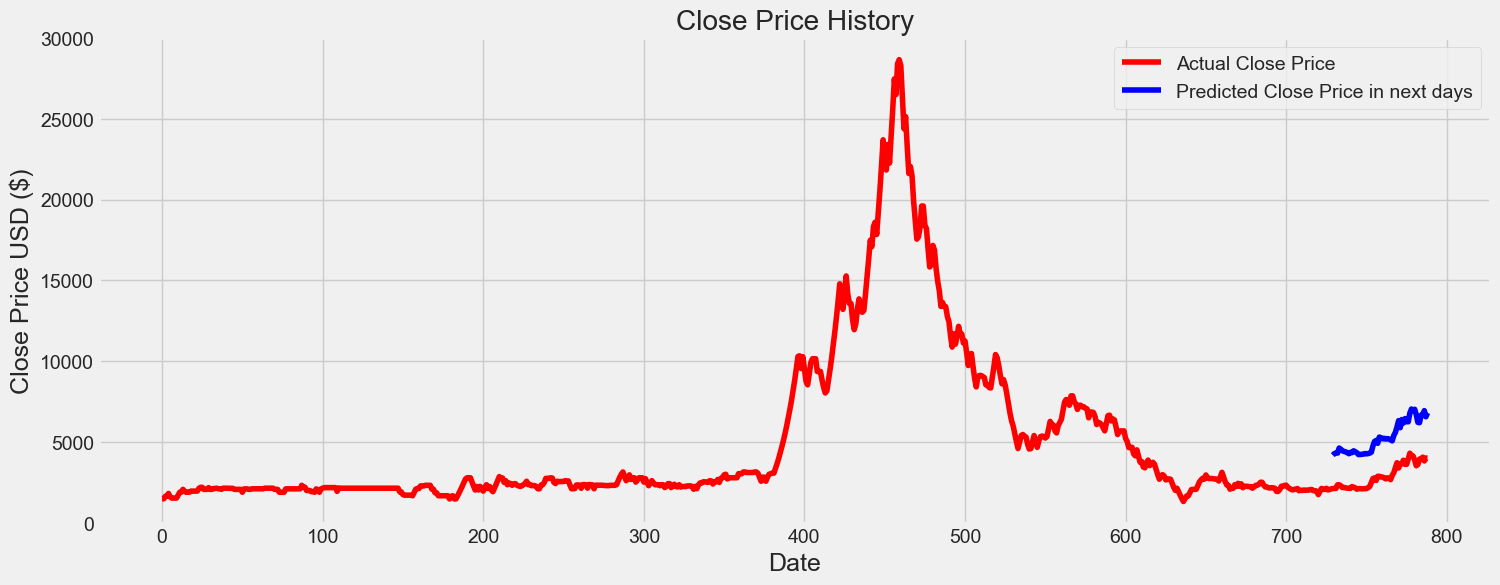 Close Price History
Close Price USD ($)
30000
25000
20000
15000
10000
5000
0
Actual Close Price
Predicted Close Price in next days
0 100 200 300 400 500 600 700 800
Date